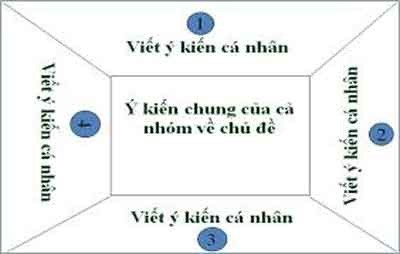 1
Viết ý kiến cá nhân
Viết ý kiến cá nhân
4
Ý kiến chung của cả
nhóm về chủ đề
2
Viết ý kiến cá nhân
Viết ý kiến cá nhân
3